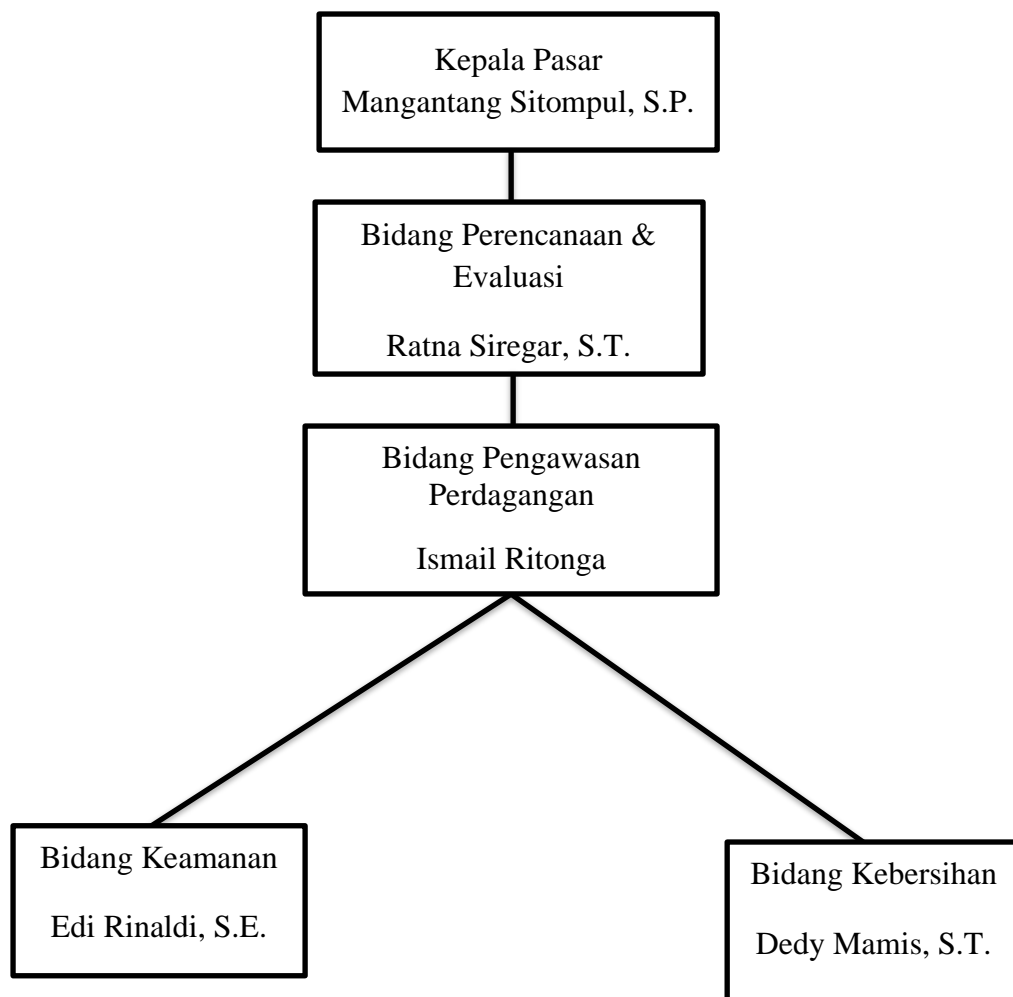 Kepala Pasar
Mangantang Sitompul, S.P.
Bidang Perencanaan &
Evaluasi
Ratna Siregar, S.T.
Bidang Pengawasan
Perdagangan
Ismail Ritonga
Bidang Keamanan
Edi Rinaldi, S.E.
Bidang Kebersihan
Dedy Mamis, S.T.